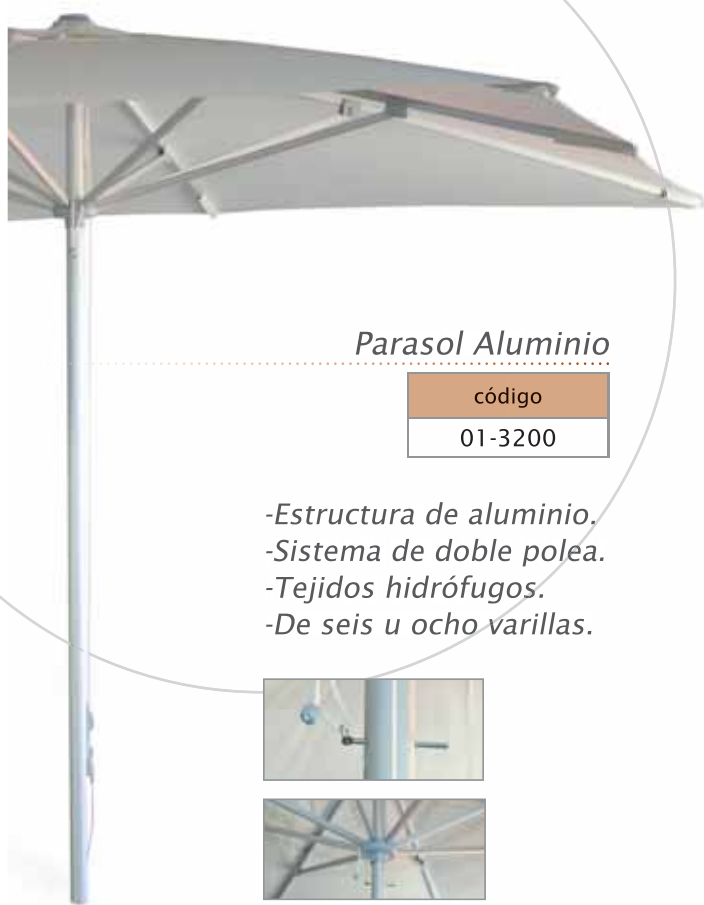 Parasol Aluminio
código
01-3200
-Estructura de aluminio.
-Sistema de doble polea.
-Tejidos hidrófugos.
-De seis u ocho varillas.